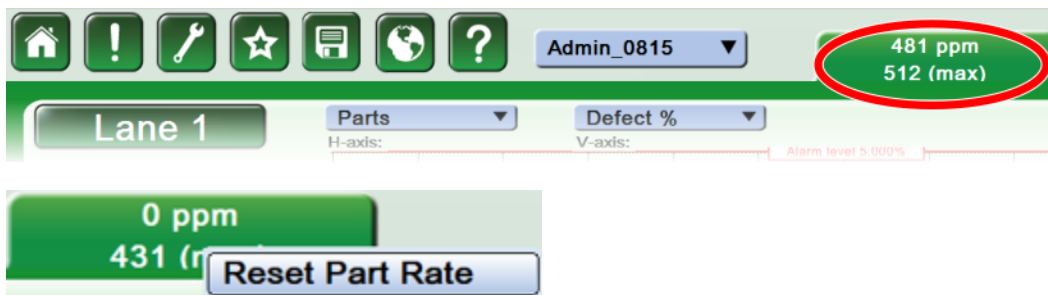 Admin_0815
481 ppm
512 (max)
Lane 1
Parts
Defect %
H-axis:
V-axis:
Alarm level 5.000%
0 ppm
431
Reset Part Rate